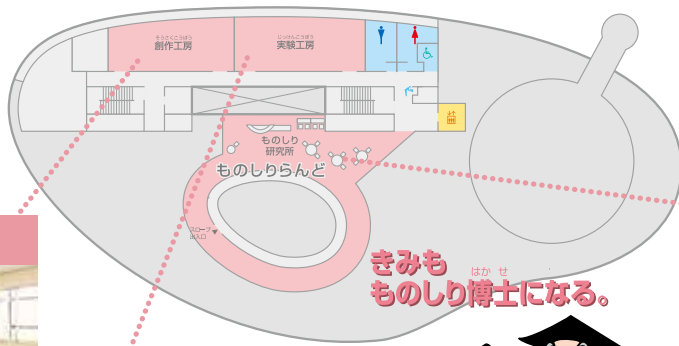 そうさくこうぼう
創作工房
じっけんこうぼう
実験工房
ものしり
研究所
ものしりらんど
スロープ
出入口
きみも
はかせ
ものしり博士になる。